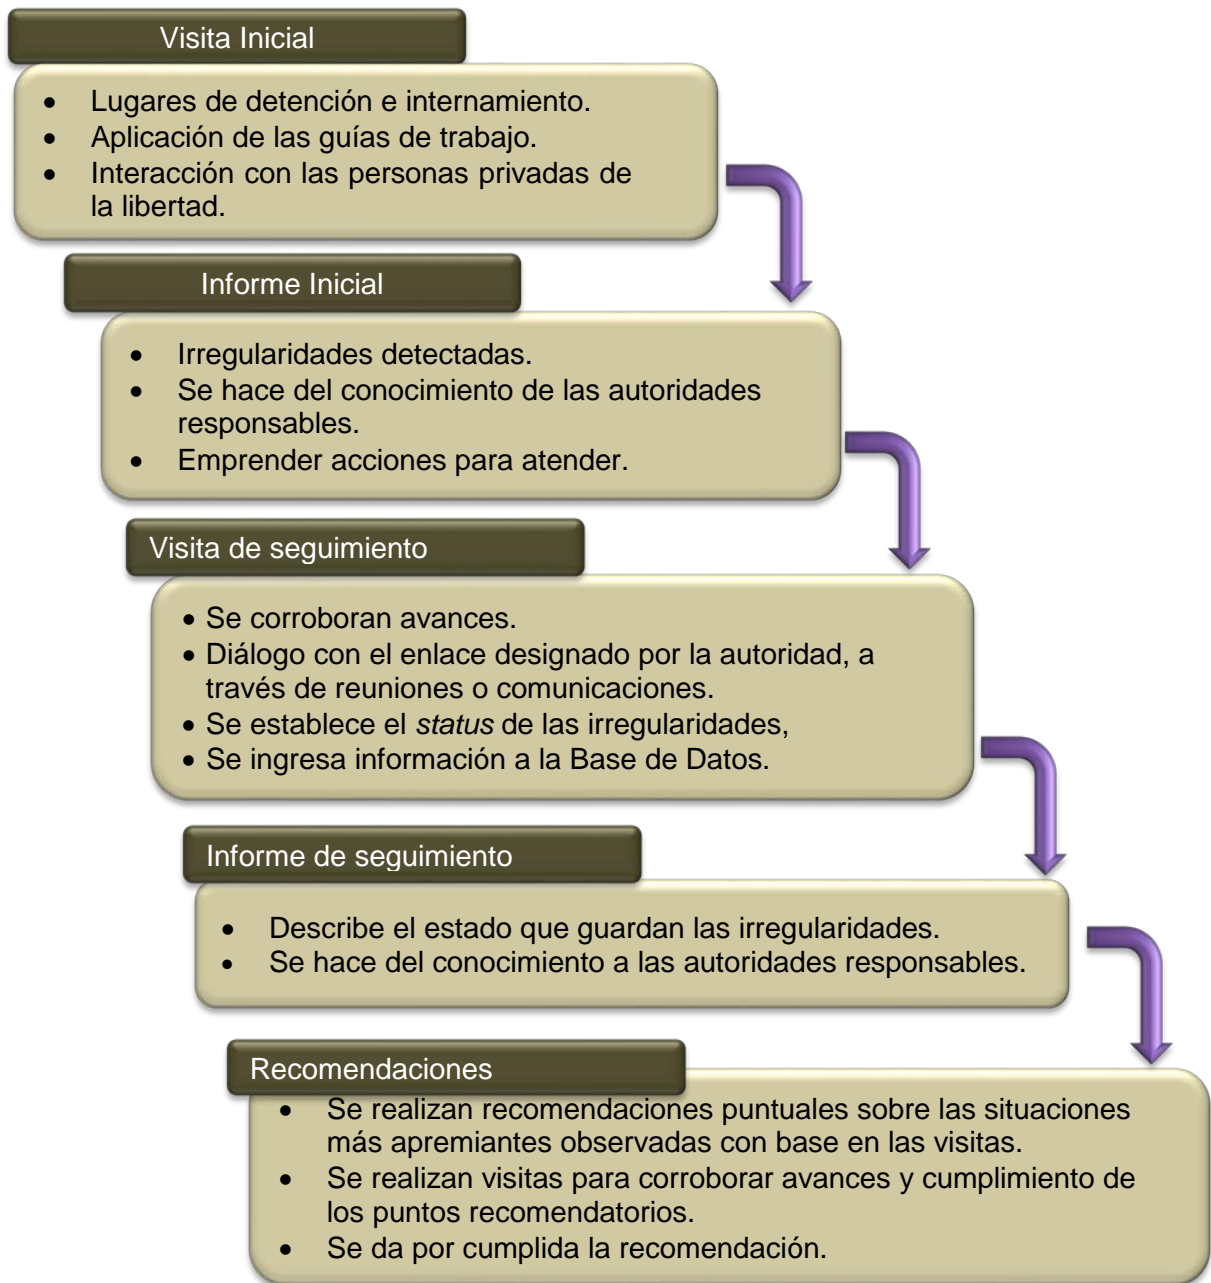 Visita Inicial
• Lugares de detención e internamiento.
• Aplicación de las guías de trabajo.
• Interacción con las personas privadas de
la libertad.
Informe Inicial
• Irregularidades detectadas.
• Se hace del conocimiento de las autoridades
responsables.
• Emprender acciones para atender.
Visita de seguimiento
• Se corroboran avances.
• Diálogo con el enlace designado por la autoridad, a
través de reuniones o comunicaciones.
• Se establece el status de las irregularidades,
• Se ingresa información a la Base de Datos.
Informe de seguimiento
• Describe el estado que guardan las irregularidades.
• Se hace del conocimiento a las autoridades responsables.
Recomendaciones
• Se realizan recomendaciones puntuales sobre las situaciones
más apremiantes observadas con base en las visitas.
• Se realizan visitas para corroborar avances y cumplimiento de
los puntos recomendatorios.
• Se da por cumplida la recomendación.